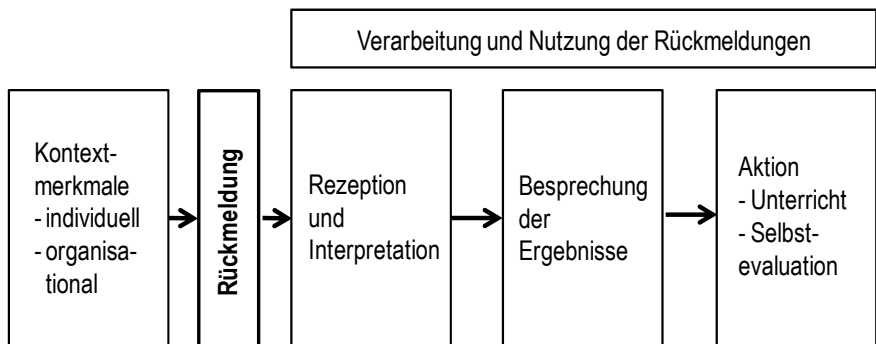 Verarbeitung und Nutzung der Rückmeldungen
Kontext-
merkmale
- individuell
- organisa-
tional
Rückmeldung
Rezeption
und
Interpretation
Besprechung
der
Ergebnisse
Aktion
- Unterricht
- Selbst-
evaluation